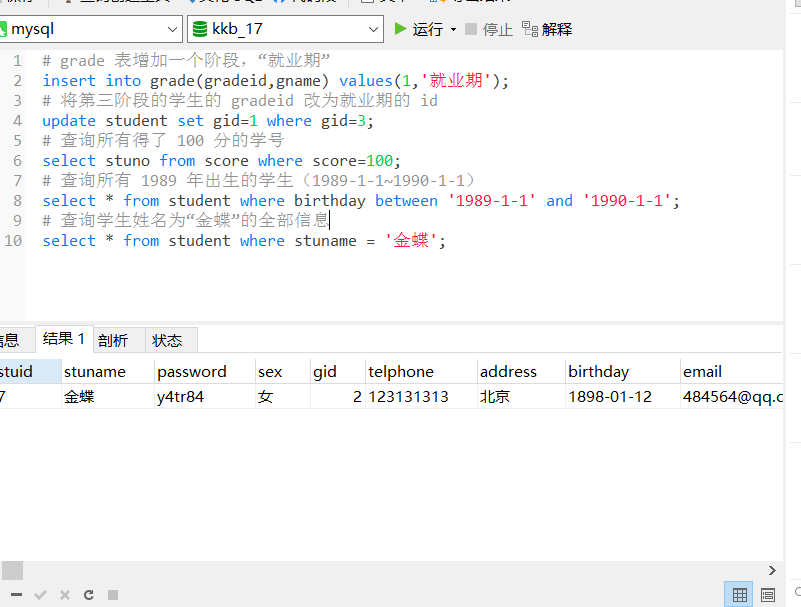 mysql kkb_17 运行 停止 解释
1 # grade 表增加一个阶段，“就业期”
2 insert into grade(gradeid,gname) values(1,'就业期');
3 # 将第三阶段的学生的 gradeid 改为就业期的 id
4 update student set gid=1 where gid=3;
5 # 查询所有得了 100 分的学号
6 select stuno from score where score=100;
7 # 查询所有 1989 年出生的学生（1989-1-1~1990-1-1）
8 select * from student where birthday between '1989-1-1' and '1990-1-1';
9 # 查询学生姓名为“金蝶”的全部信息
10 select * from student where stuname = '金蝶';
信息 结果 1 剖析 状态
stuid stuname password sex gid telphone address birthday email
7 金蝶 y4tr84 女 2 123131313 北京 1898-01-12 484564@qq.c